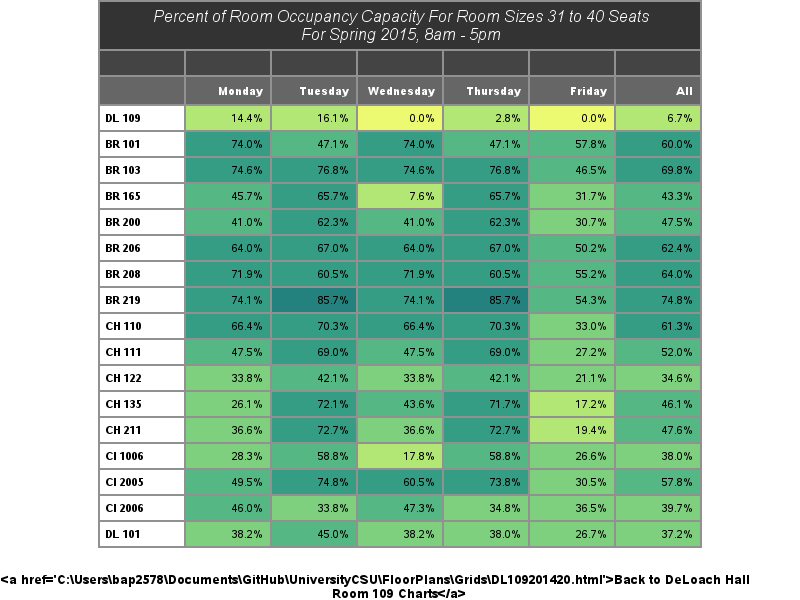 Percent of Room Occupancy Capacity For Room Sizes 31 to 40 Seats
For Spring 2015, 8am - 5pm
Monday Tuesday Wednesday Thursday Friday All
DL 109 14.4% 16.1% 0.0% 2.8% 0.0% 6.7%
BR 101 74.0% 47.1% 74.0% 47.1% 57.8% 60.0%
BR 103 74.6% 76.8% 74.6% 76.8% 46.5% 69.8%
BR 165 45.7% 65.7% 7.6% 65.7% 31.7% 43.3%
BR 200 41.0% 62.3% 41.0% 62.3% 30.7% 47.5%
BR 206 64.0% 67.0% 64.0% 67.0% 50.2% 62.4%
BR 208 71.9% 60.5% 71.9% 60.5% 55.2% 64.0%
BR 219 74.1% 85.7% 74.1% 85.7% 54.3% 74.8%
CH 110 66.4% 70.3% 66.4% 70.3% 33.0% 61.3%
CH 111 47.5% 69.0% 47.5% 69.0% 27.2% 52.0%
CH 122 33.8% 42.1% 33.8% 42.1% 21.1% 34.6%
CH 135 26.1% 72.1% 43.6% 71.7% 17.2% 46.1%
CH 211 36.6% 72.7% 36.6% 72.7% 19.4% 47.6%
CI 1006 28.3% 58.8% 17.8% 58.8% 26.6% 38.0%
CI 2005 49.5% 74.8% 60.5% 73.8% 30.5% 57.8%
CI 2006 46.0% 33.8% 47.3% 34.8% 36.5% 39.7%
DL 101 38.2% 45.0% 38.2% 38.0% 26.7% 37.2%
<a href='C:\Users\bap2578\Documents\GitHub\UniversityCSU\FloorPlans\Grids\DL109201420.html'>Back to DeLoach Hall
Room 109 Charts</a>